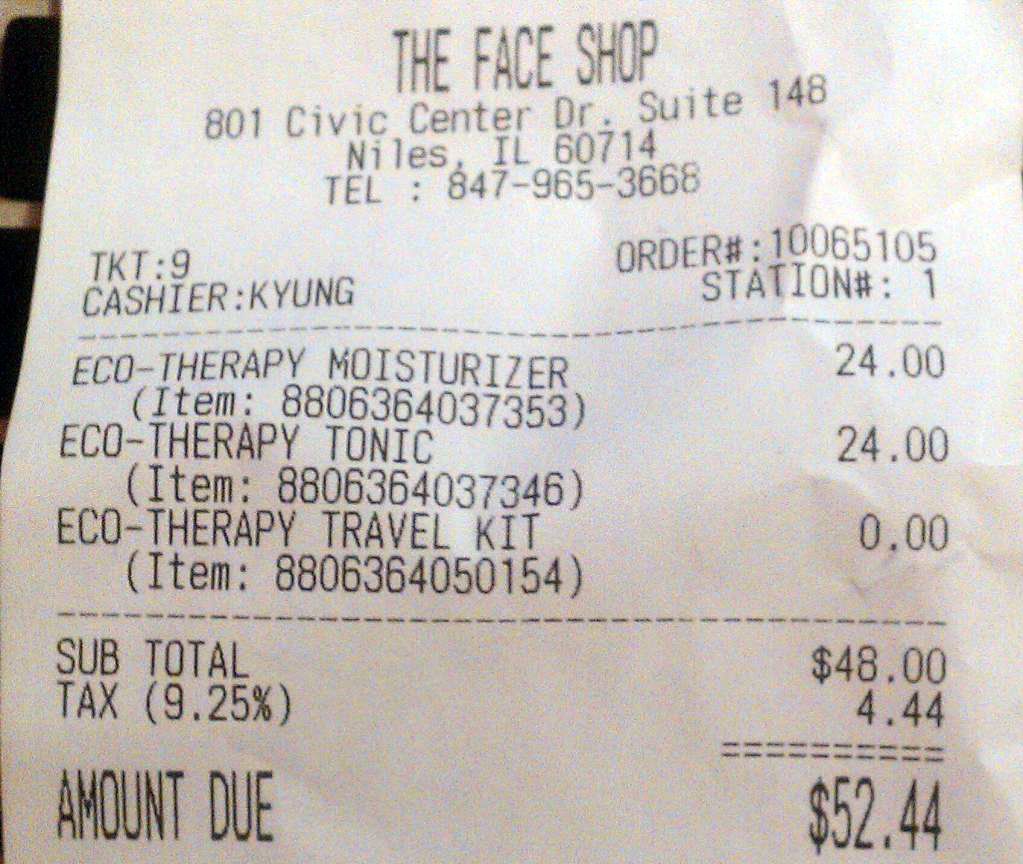 THE FACE SHOP
801 Civic Center Dr. Suite 148
Niles, IL 60714
TEL : 847-965-3668
TKT:9 ORDER#:10065105
CASHIER:KYUNG STATION#: 1
ECO-THERAPY MOISTURIZER 24.00
(Item: 8806364037353)
ECO-THERAPY TONIC 24.00
(Item: 8806364037346)
ECO-THERAPY TRAVEL KIT 0.00
(Item: 8806364050154)
SUB TOTAL $48.00
TAX (9.25%) 4.44
AMOUNT DUE $52.44